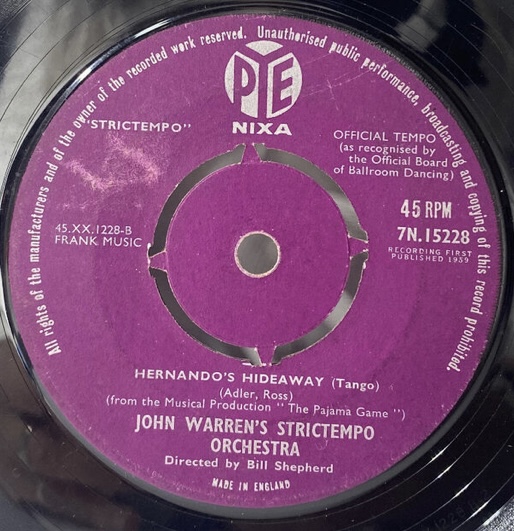 All rights of the manufacturers and of the owner of the recorded work reserved. Unauthorised public performance, broadcasting and copying of this record prohibited.
PYE
NIXA
"STRICTEMPO"
OFFICIAL TEMPO
(as recognised by
the Official Board
of Ballroom Dancing)
45 RPM
7N.15228
RECORDING FIRST
PUBLISHED 1959
45.XX.1228-B
FRANK MUSIC
HERNANDO'S HIDEAWAY (Tango)
(Adler, Ross)
(from the Musical Production "The Pajama Game")
JOHN WARREN'S STRICTEMPO
ORCHESTRA
Directed by Bill Shepherd
MADE IN ENGLAND